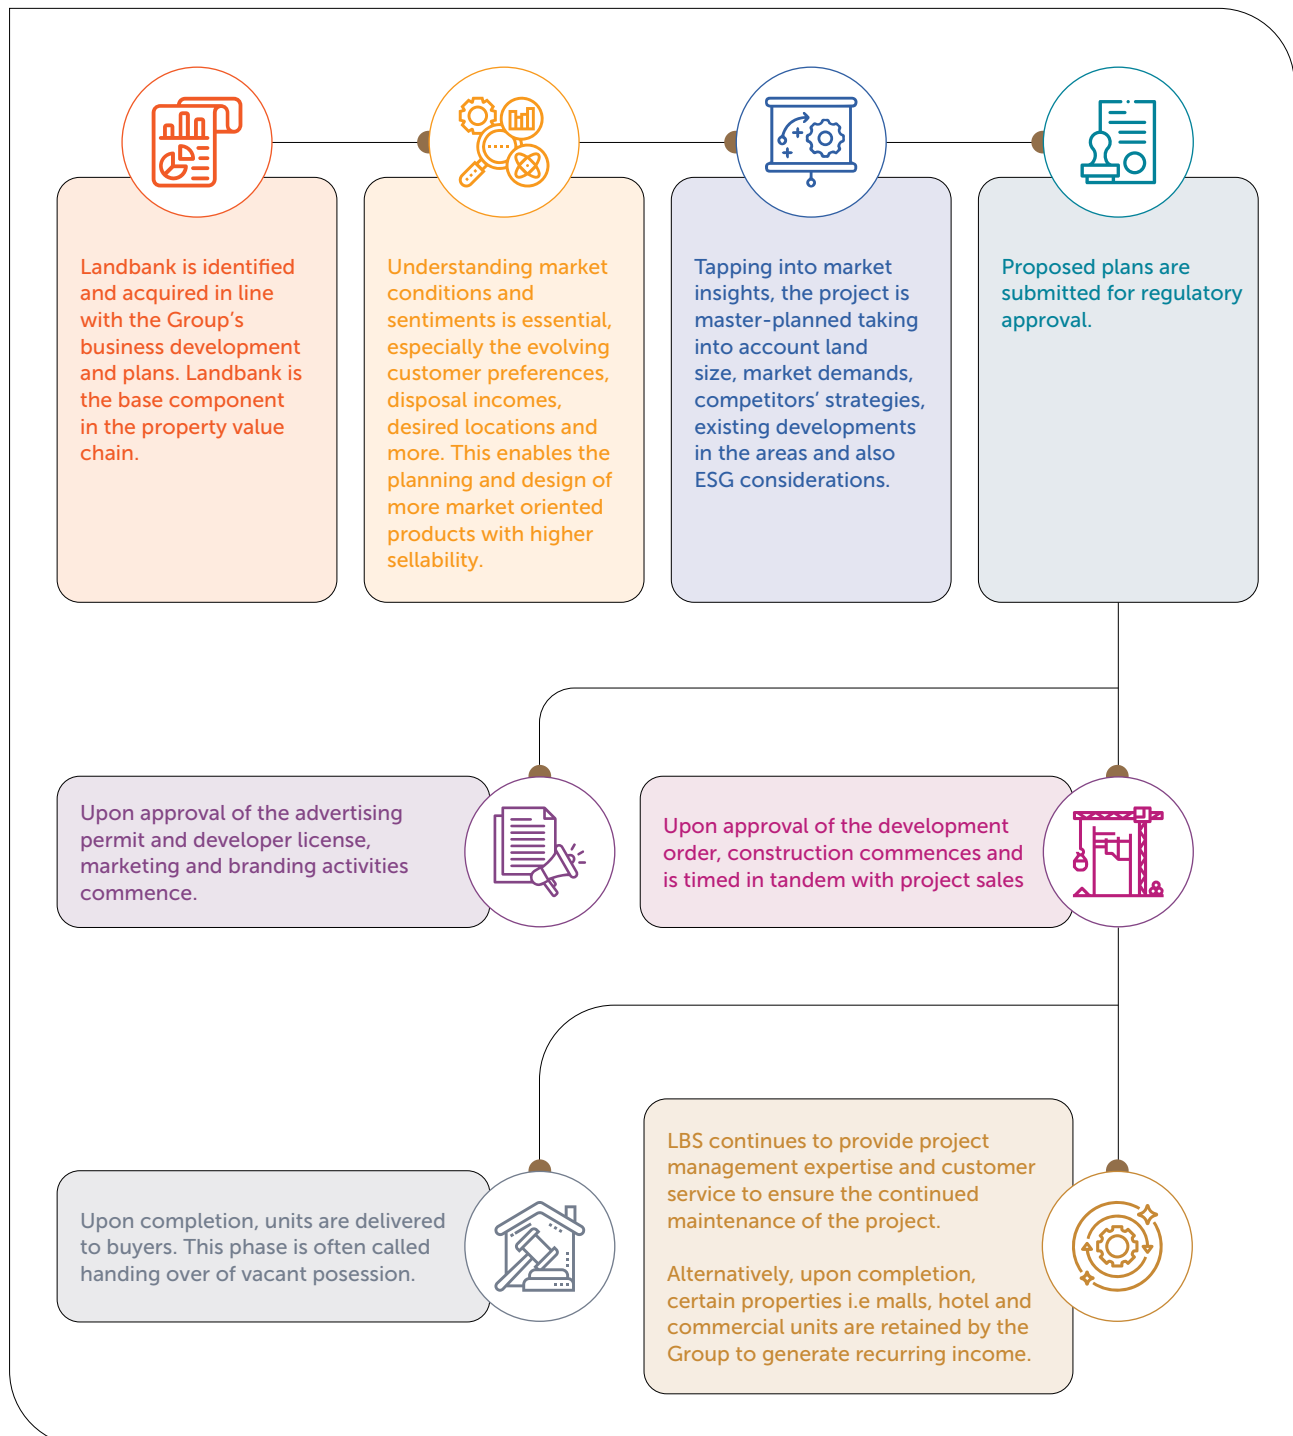 Landbank is identified
and acquired in line
with the Group's
business development
and plans. Landbank is
the base component
in the property value
chain.
Understanding market
conditions and
sentiments is essential,
especially the evolving
customer preferences,
disposal incomes,
desired locations and
more. This enables the
planning and design of
more market oriented
products with higher
sellability.
Tapping into market
insights, the project is
master-planned taking
into account land
size, market demands,
competitors' strategies,
existing developments
in the areas and also
ESG considerations.
Proposed plans are
submitted for regulatory
approval.
Upon approval of the advertising
permit and developer license,
marketing and branding activities
commence.
Upon approval of the development
order, construction commences and
is timed in tandem with project sales
Upon completion, units are delivered
to buyers. This phase is often called
handing over of vacant posession.
LBS continues to provide project
management expertise and customer
service to ensure the continued
maintenance of the project.
Alternatively, upon completion,
certain properties i.e malls, hotel and
commercial units are retained by the
Group to generate recurring income.